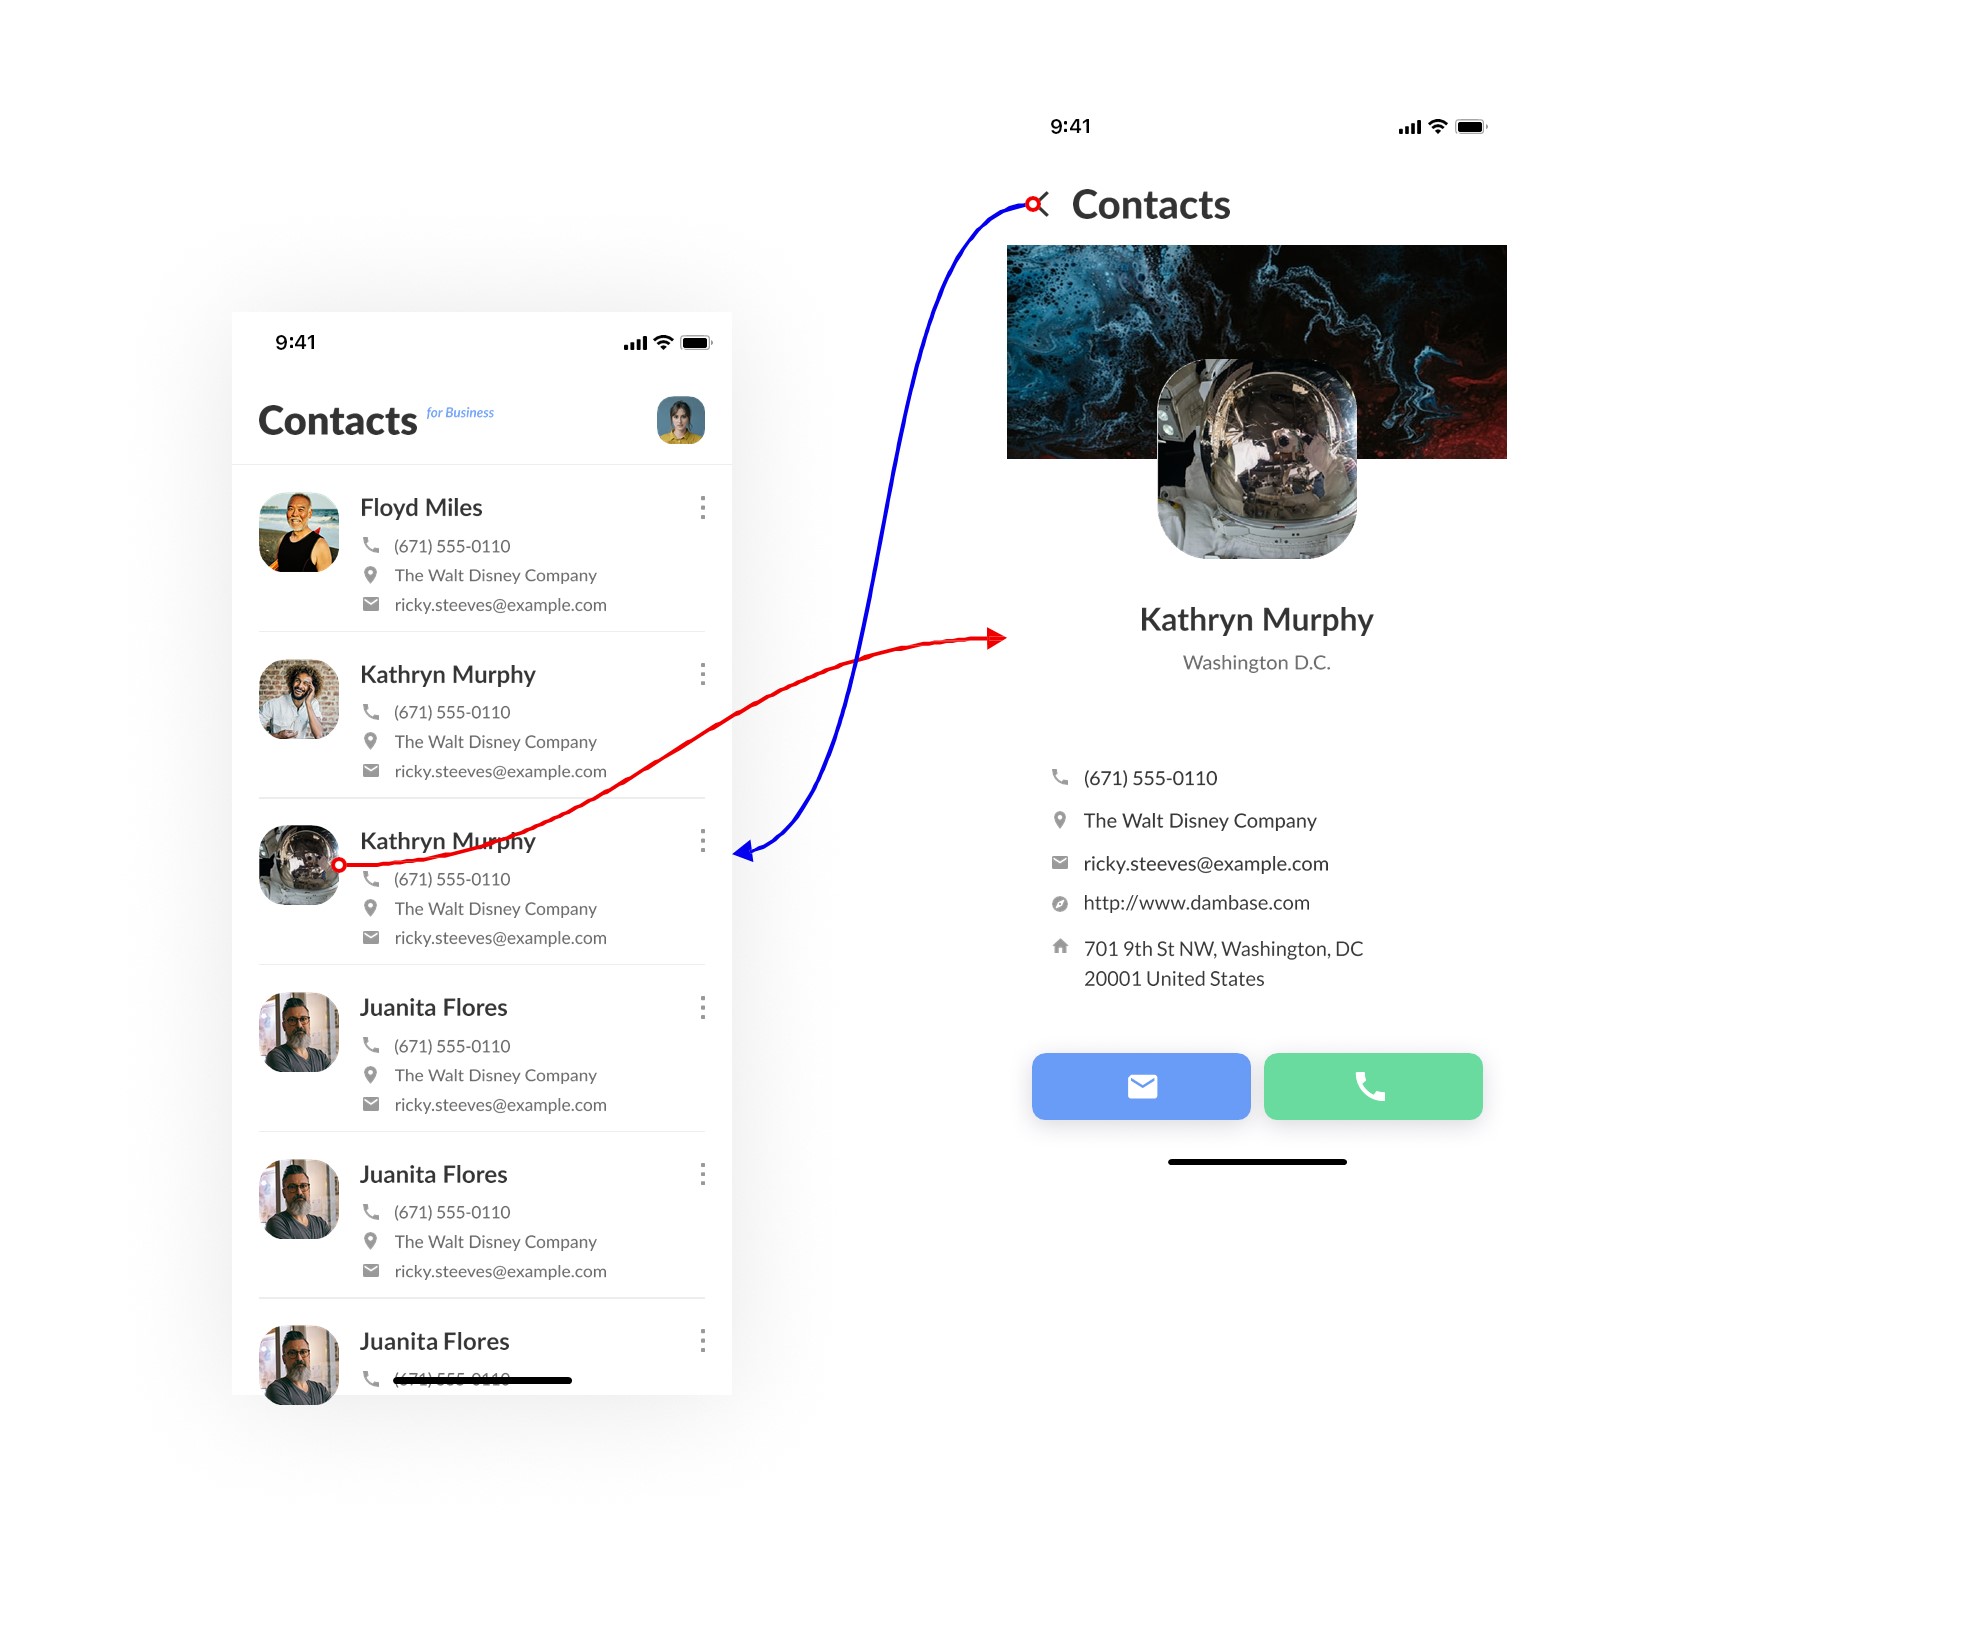 9:41
Contacts for Business
Floyd Miles
(671) 555-0110
The Walt Disney Company
ricky.steeves@example.com
Kathryn Murphy
(671) 555-0110
The Walt Disney Company
ricky.steeves@example.com
Kathryn Murphy
(671) 555-0110
The Walt Disney Company
ricky.steeves@example.com
Juanita Flores
(671) 555-0110
The Walt Disney Company
ricky.steeves@example.com
Juanita Flores
(671) 555-0110
The Walt Disney Company
ricky.steeves@example.com
Juanita Flores
(671) 555-0110
9:41
Contacts
Kathryn Murphy
Washington D.C.
(671) 555-0110
The Walt Disney Company
ricky.steeves@example.com
http://www.dambase.com
701 9th St NW, Washington, DC
20001 United States